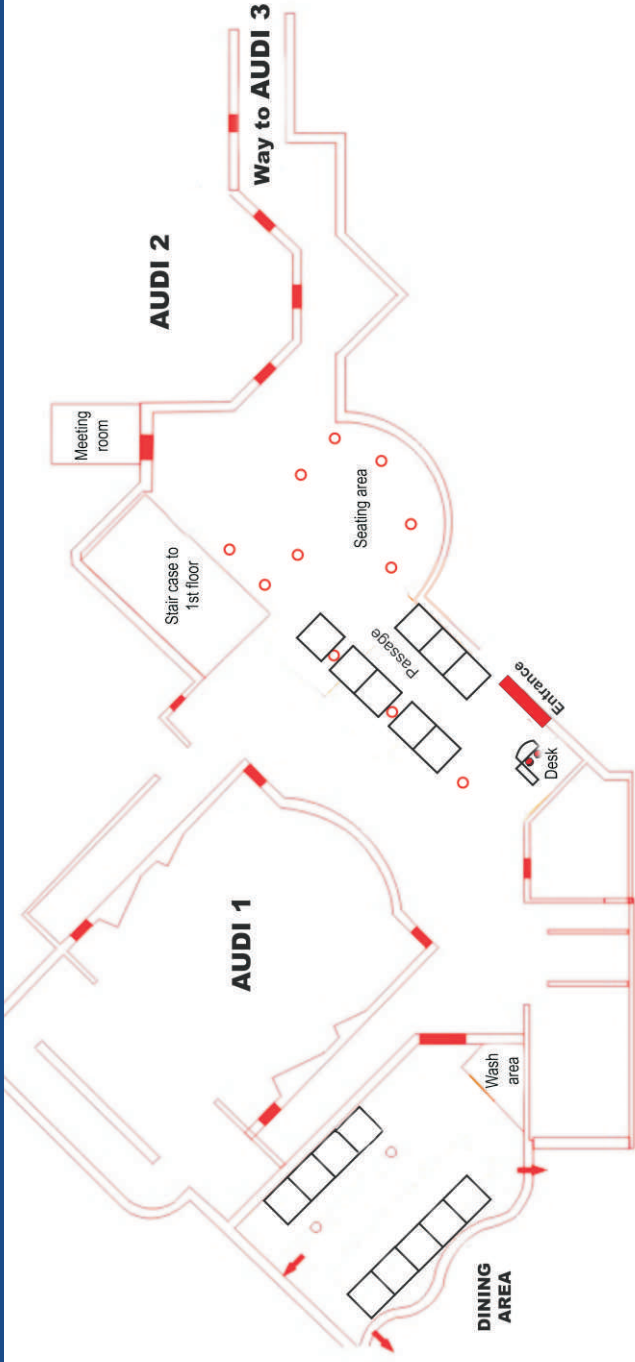 Way to AUDI 3
AUDI 2
Meeting
room
Stair case to
1st floor
Seating area
Passage
Entrance
Desk
AUDI 1
Wash
area
DINING
AREA